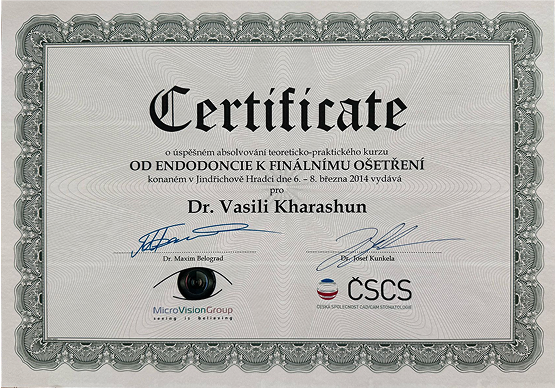 Certificate
o úspěšném absolvování teoreticko-praktického kurzu
OD ENDODONCIE K FINÁLNÍMU OŠETŘENÍ
konaném v Jindřichově Hradci dne 6. – 8. března 2014 vydává
pro
Dr. Vasili Kharashun
Dr. Maxim Belograd
Dr. Josef Kunkela
MicroVisionGroup
seeing is believing
ČSCS
ČESKÁ SPOLEČNOST CAD/CAM STOMATOLOGIE